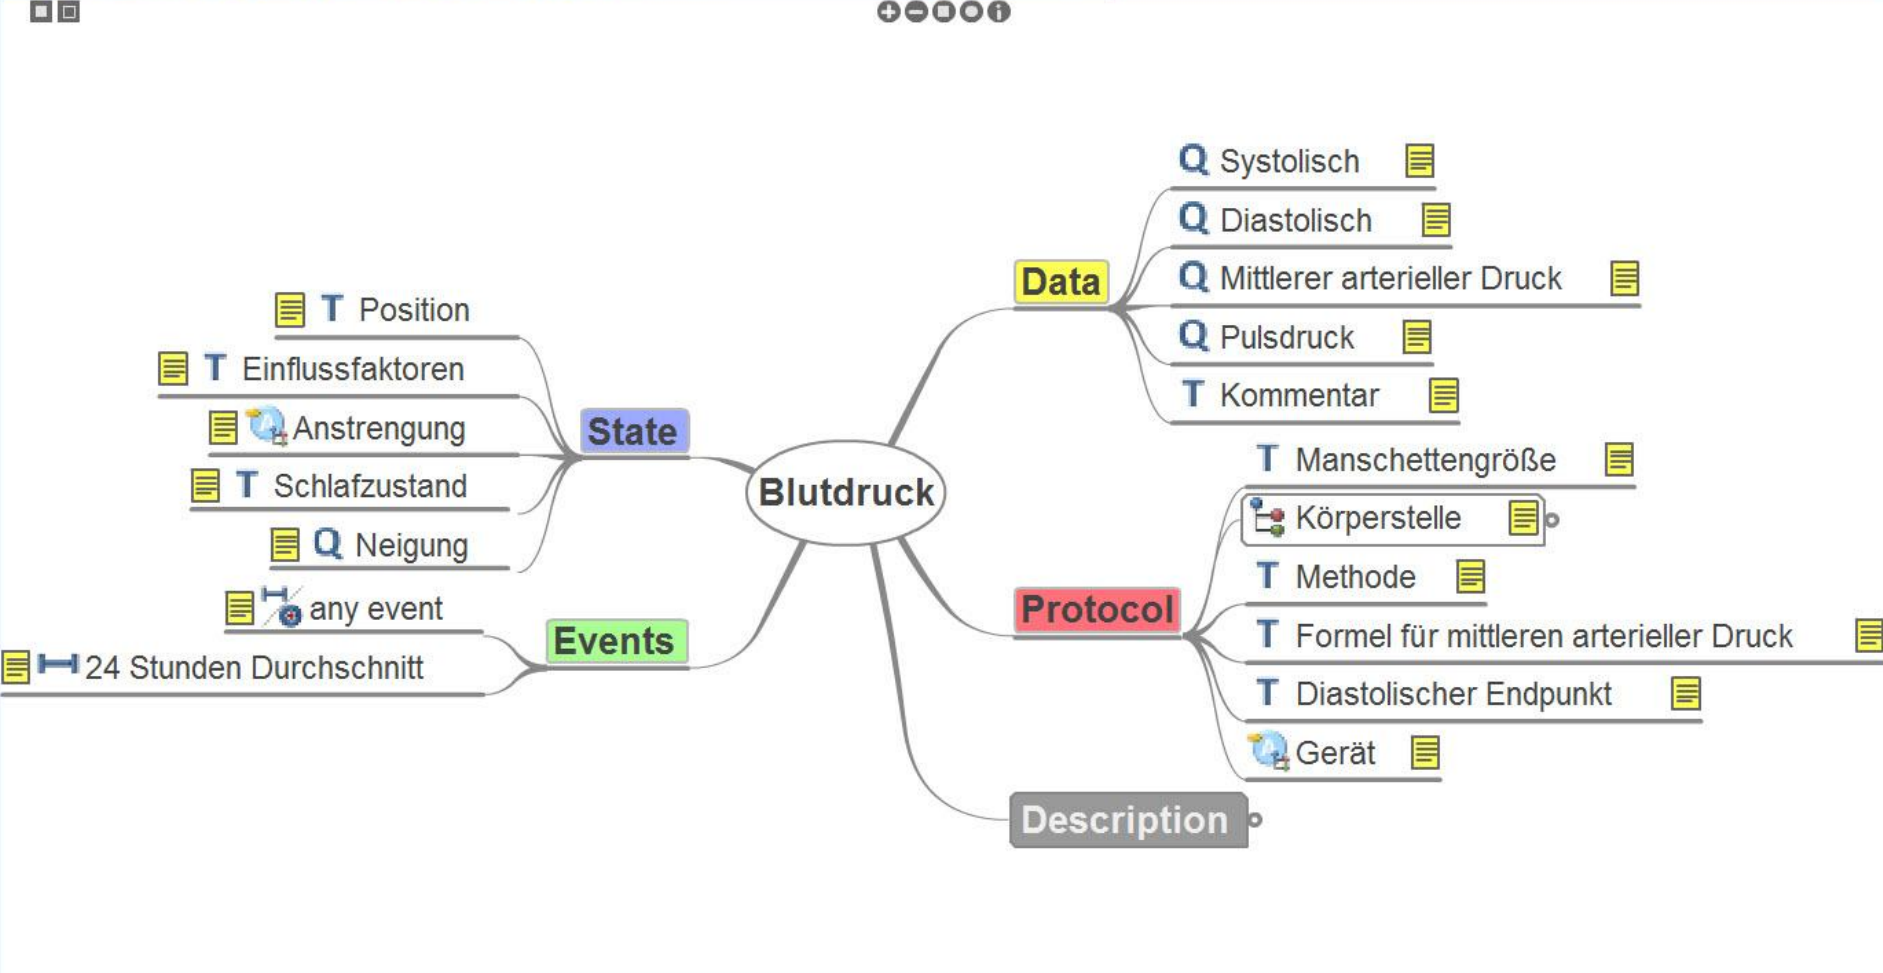 Position
Einflussfaktoren
Anstrengung
Schlafzustand
Neigung
State
any event
24 Stunden Durchschnitt
Events
Blutdruck
Data
Q Systolisch
Q Diastolisch
Q Mittlerer arterieller Druck
Q Pulsdruck
T Kommentar
Protocol
T Manschettengröße
Körperstelle
T Methode
T Formel für mittleren arterieller Druck
T Diastolischer Endpunkt
Gerät
Description